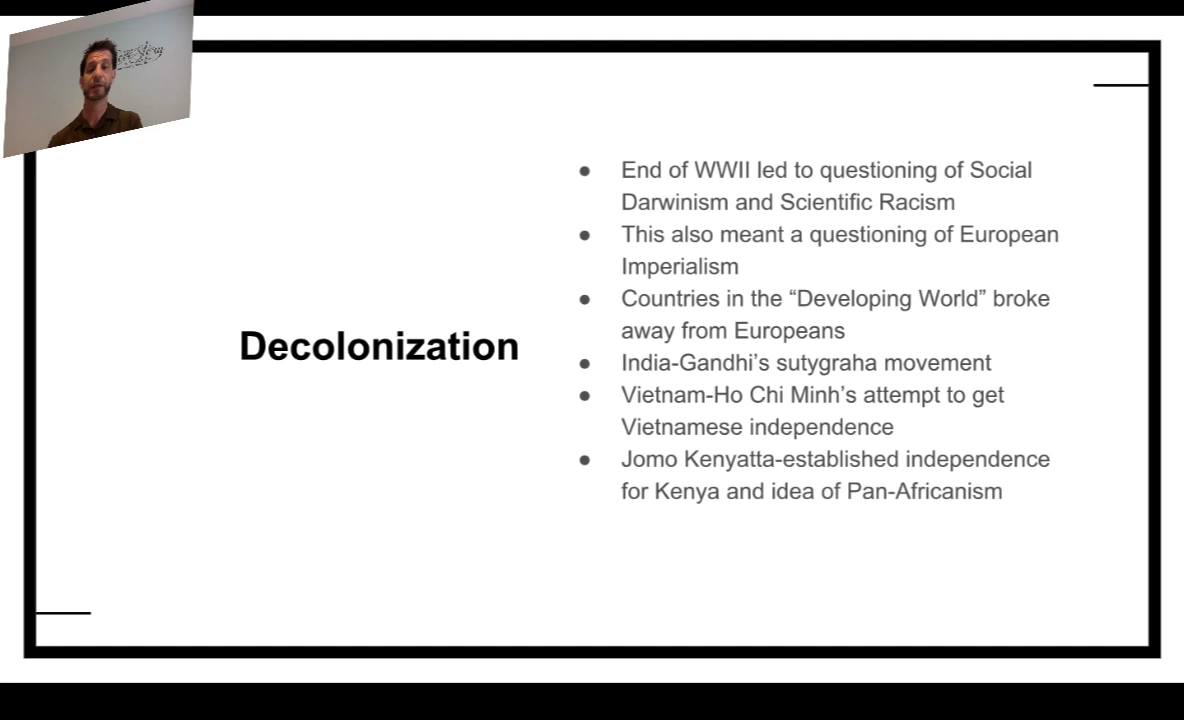 Decolonization
● End of WWII led to questioning of Social
Darwinism and Scientific Racism
● This also meant a questioning of European
Imperialism
● Countries in the “Developing World” broke
away from Europeans
● India-Gandhi’s sutygraha movement
● Vietnam-Ho Chi Minh’s attempt to get
Vietnamese independence
● Jomo Kenyatta-established independence
for Kenya and idea of Pan-Africanism